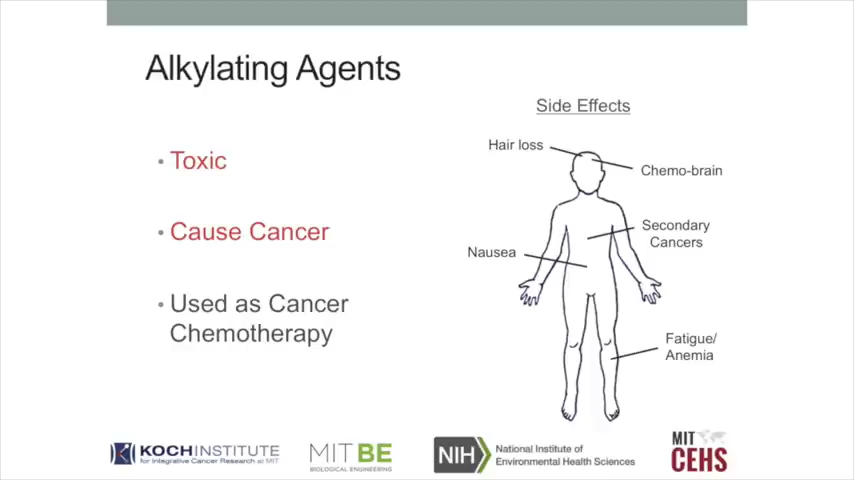 Alkylating Agents
• Toxic
• Cause Cancer
• Used as Cancer
Chemotherapy
Side Effects
Hair loss
Chemo-brain
Secondary
Cancers
Nausea
Fatigue/
Anemia
KOCH INSTITUTE
for Integrative Cancer Research at MIT
MIT BE
BIOLOGICAL ENGINEERING
NIH
National Institute of
Environmental Health Sciences
MIT
CEHS